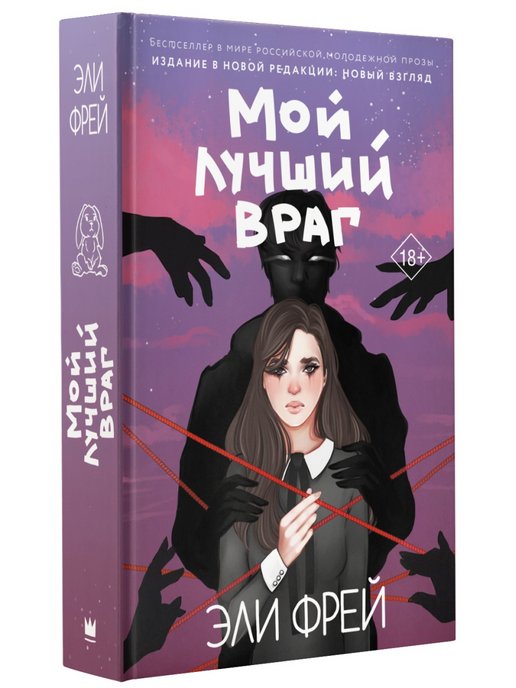 БЕСТСЕЛЛЕР В МИРЕ РОССИЙСКОЙ МОЛОДЕЖНОЙ ПРОЗЫ
ИЗДАНИЕ В НОВОЙ РЕДАКЦИИ: НОВЫЙ ВЗГЛЯД
МОЙ
ЛУЧШИЙ
ВРАГ
18+
ЭЛИ ФРЕЙ
ЭЛИ
ФРЕЙ
МОЙ
ЛУЧШИЙ
ВРАГ